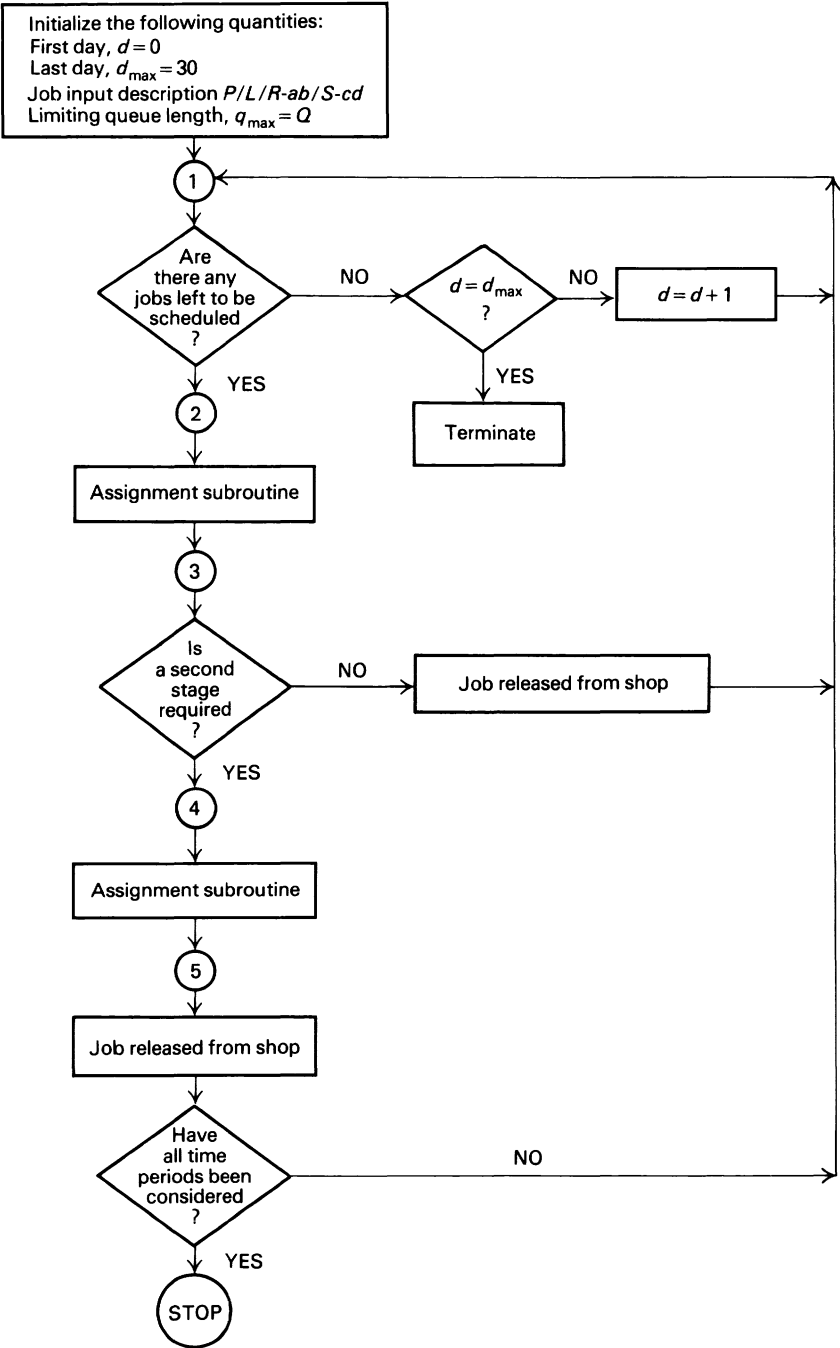 Initialize the following quantities:
First day, d = 0
Last day, dmax = 30
Job input description P/L/R-ab/S-cd
Limiting queue length, qmax = Q
1
Are
there any
jobs left to be
scheduled
?
NO
d = dmax
?
NO
d = d + 1
YES
YES
2
Terminate
Assignment subroutine
3
Is
a second
stage
required
?
NO
Job released from shop
YES
4
Assignment subroutine
5
Job released from shop
Have
all time
periods been
considered
?
NO
YES
STOP